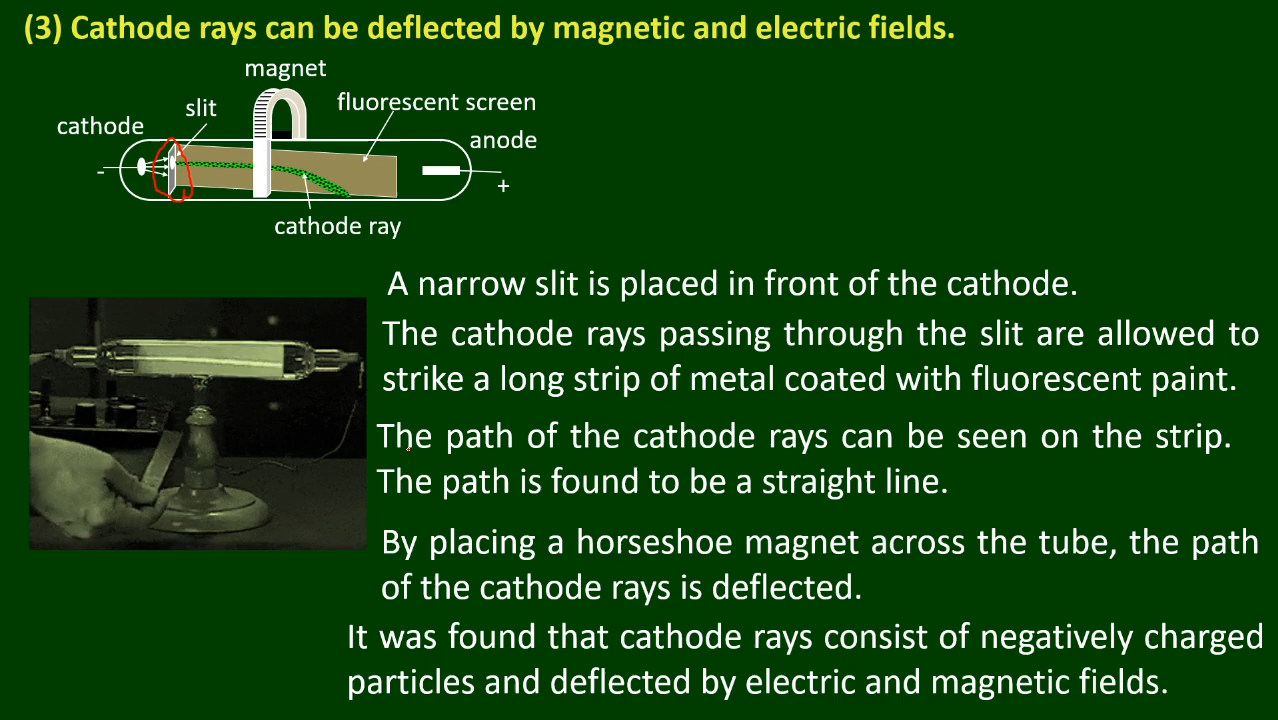 (3) Cathode rays can be deflected by magnetic and electric fields.
magnet
slit
fluorescent screen
cathode
anode
-
+
cathode ray
A narrow slit is placed in front of the cathode.
The cathode rays passing through the slit are allowed to
strike a long strip of metal coated with fluorescent paint.
The path of the cathode rays can be seen on the strip.
The path is found to be a straight line.
By placing a horseshoe magnet across the tube, the path
of the cathode rays is deflected.
It was found that cathode rays consist of negatively charged
particles and deflected by electric and magnetic fields.